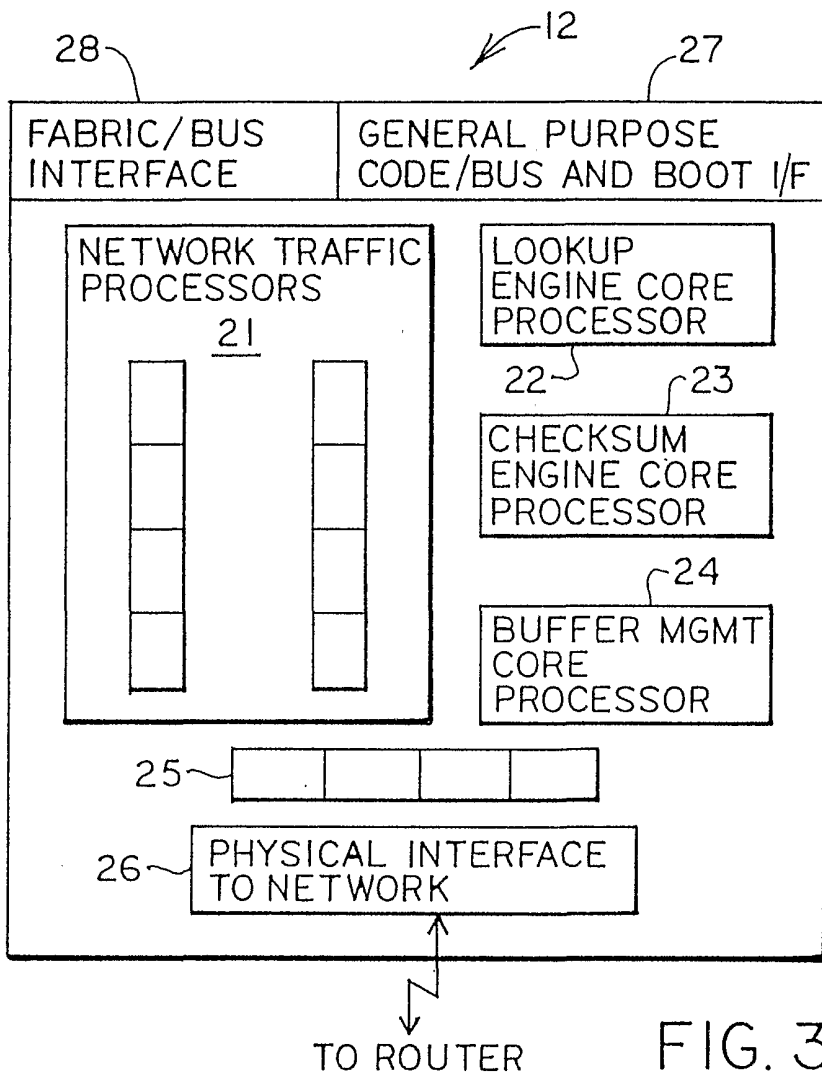 12
28
27
FABRIC/BUS
INTERFACE
GENERAL PURPOSE
CODE/BUS AND BOOT I/F
NETWORK TRAFFIC
PROCESSORS
21
LOOKUP
ENGINE CORE
PROCESSOR
22
23
CHECKSUM
ENGINE CORE
PROCESSOR
24
BUFFER MGMT
CORE
PROCESSOR
25
26
PHYSICAL INTERFACE
TO NETWORK
TO ROUTER
FIG. 3